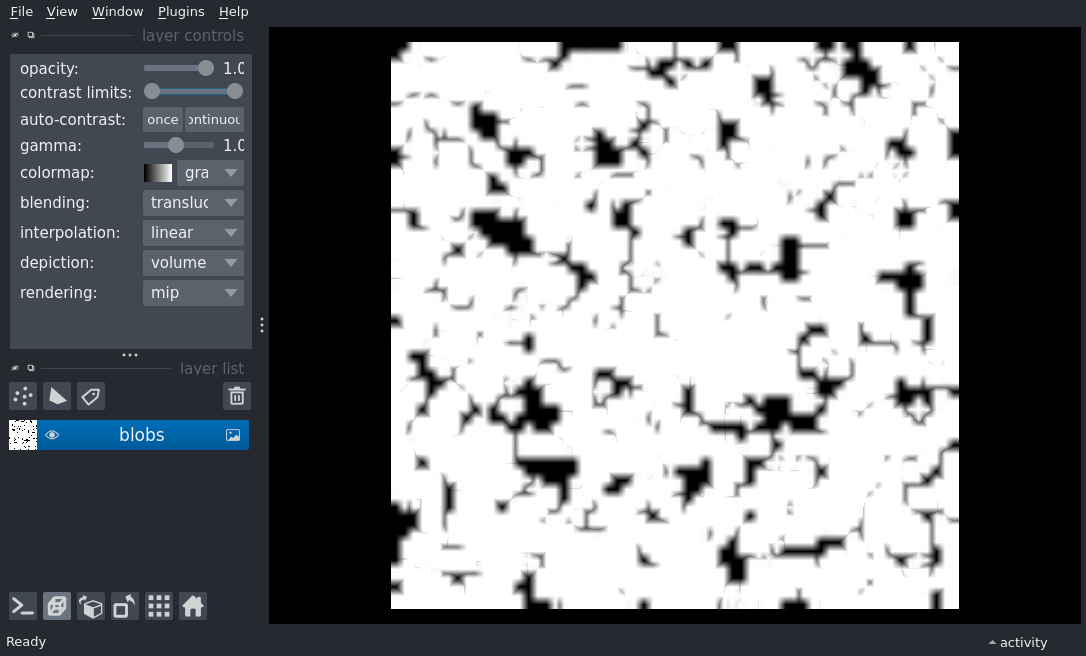 File View Window Plugins Help
layer controls
opacity: 1.0
contrast limits:
auto-contrast: once ontinuou
gamma: 1.0
colormap: gra
blending: transluc
interpolation: linear
depiction: volume
rendering: mip
layer list
blobs
Ready
activity